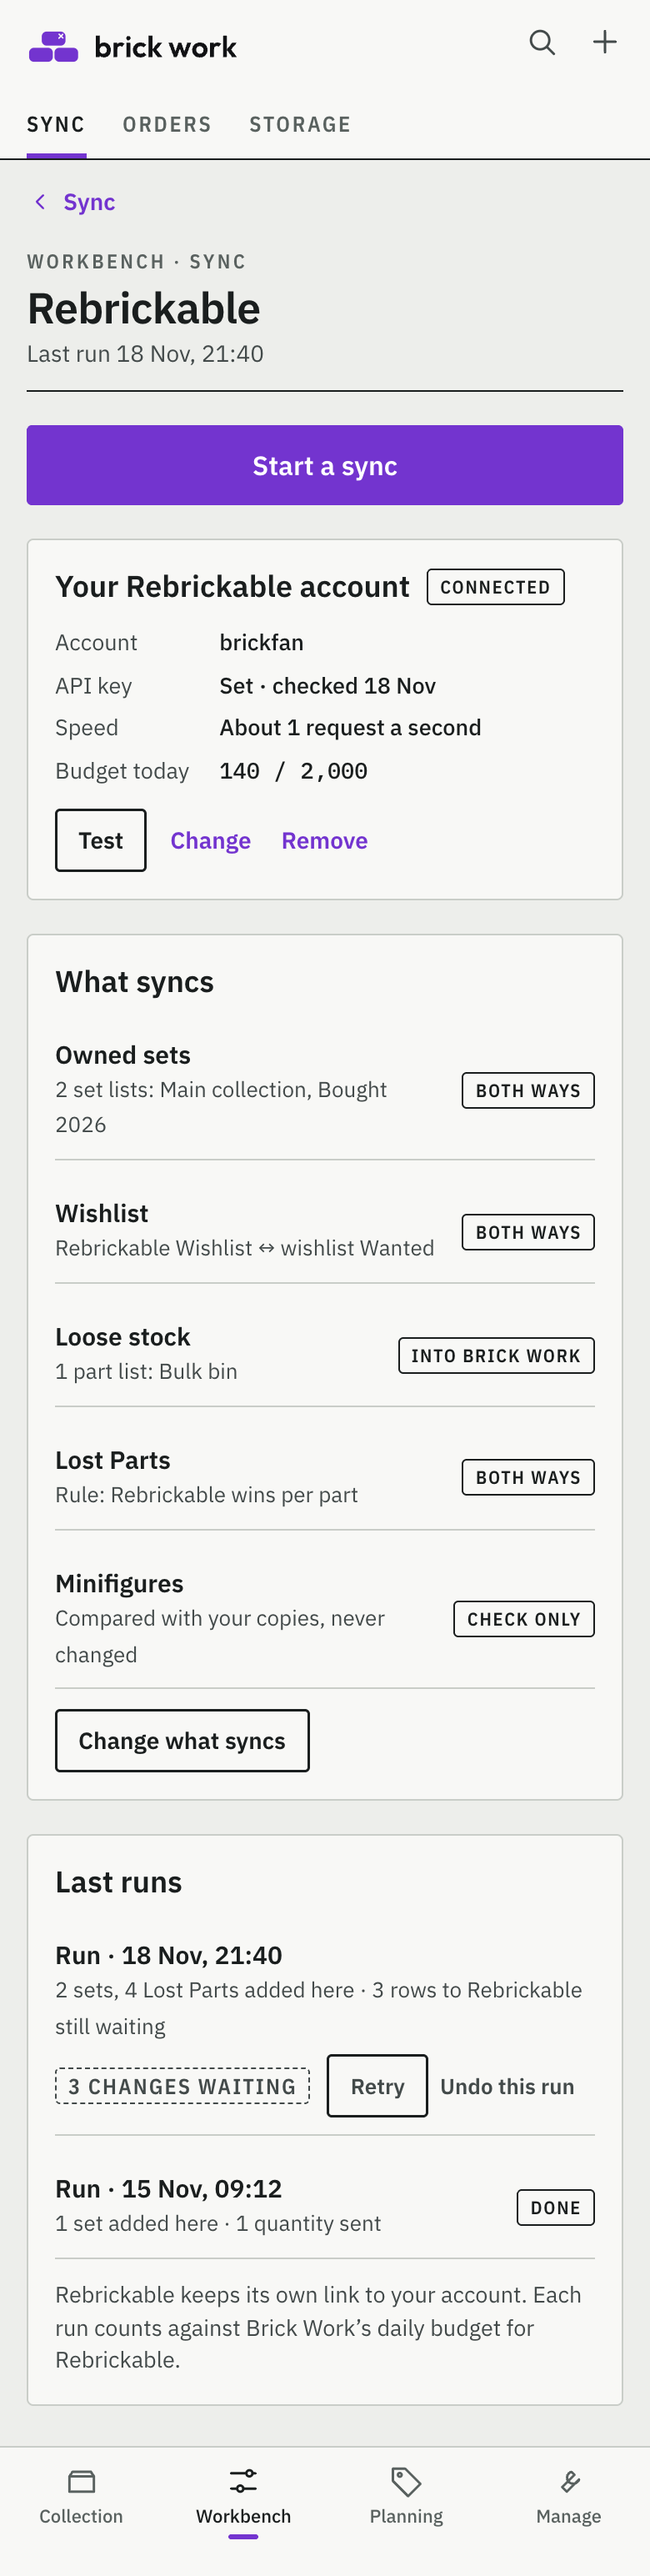 brick work
SYNC ORDERS STORAGE
Sync
WORKBENCH · SYNC
Rebrickable
Last run 18 Nov, 21:40
Start a sync
Your Rebrickable account CONNECTED
Account brickfan
API key Set · checked 18 Nov
Speed About 1 request a second
Budget today 140 / 2,000
Test Change Remove
What syncs
Owned sets
2 set lists: Main collection, Bought
2026
BOTH WAYS
Wishlist
Rebrickable Wishlist ↔ wishlist Wanted
BOTH WAYS
Loose stock
1 part list: Bulk bin
INTO BRICK WORK
Lost Parts
Rule: Rebrickable wins per part
BOTH WAYS
Minifigures
Compared with your copies, never
changed
CHECK ONLY
Change what syncs
Last runs
Run · 18 Nov, 21:40
2 sets, 4 Lost Parts added here · 3 rows to Rebrickable
still waiting
3 CHANGES WAITING Retry Undo this run
Run · 15 Nov, 09:12
1 set added here · 1 quantity sent
DONE
Rebrickable keeps its own link to your account. Each
run counts against Brick Work’s daily budget for
Rebrickable.
Collection Workbench Planning Manage